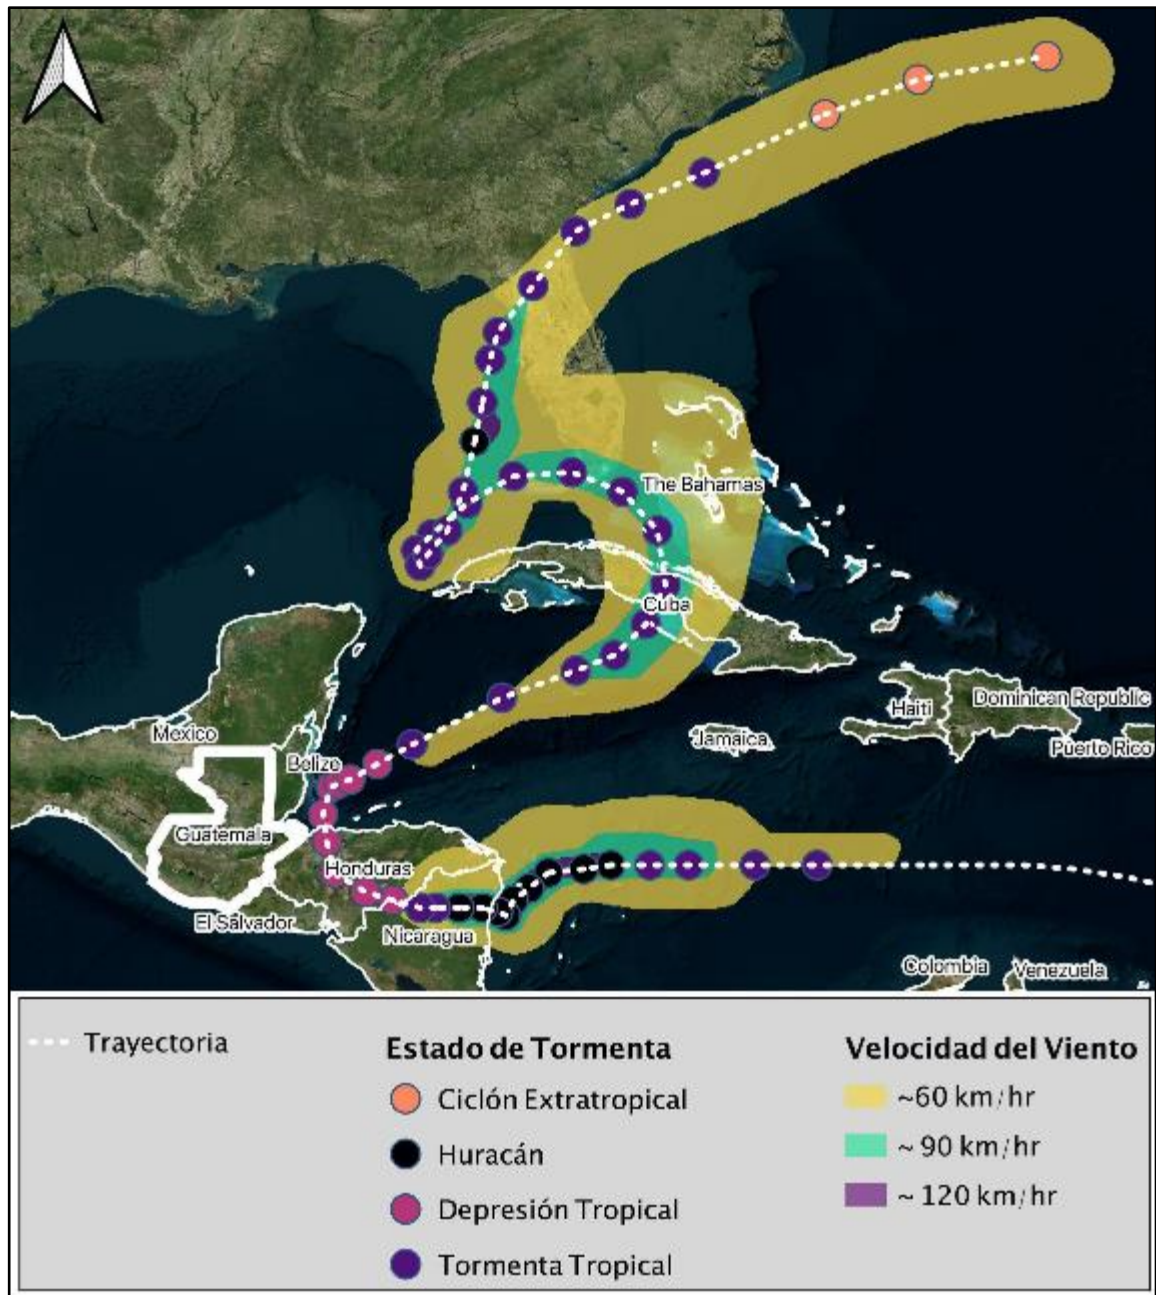 The Bahamas
Cuba
Mexico
Belize
Haiti
Dominican Republic
Jamaica
Puerto Rico
Guatemala
Honduras
El Salvador
Nicaragua
Colombia
Venezuela
Trayectoria
Estado de Tormenta
Ciclón Extratropical
Huracán
Depresión Tropical
Tormenta Tropical
Velocidad del Viento
~60 km/hr
~ 90 km/hr
~ 120 km/hr